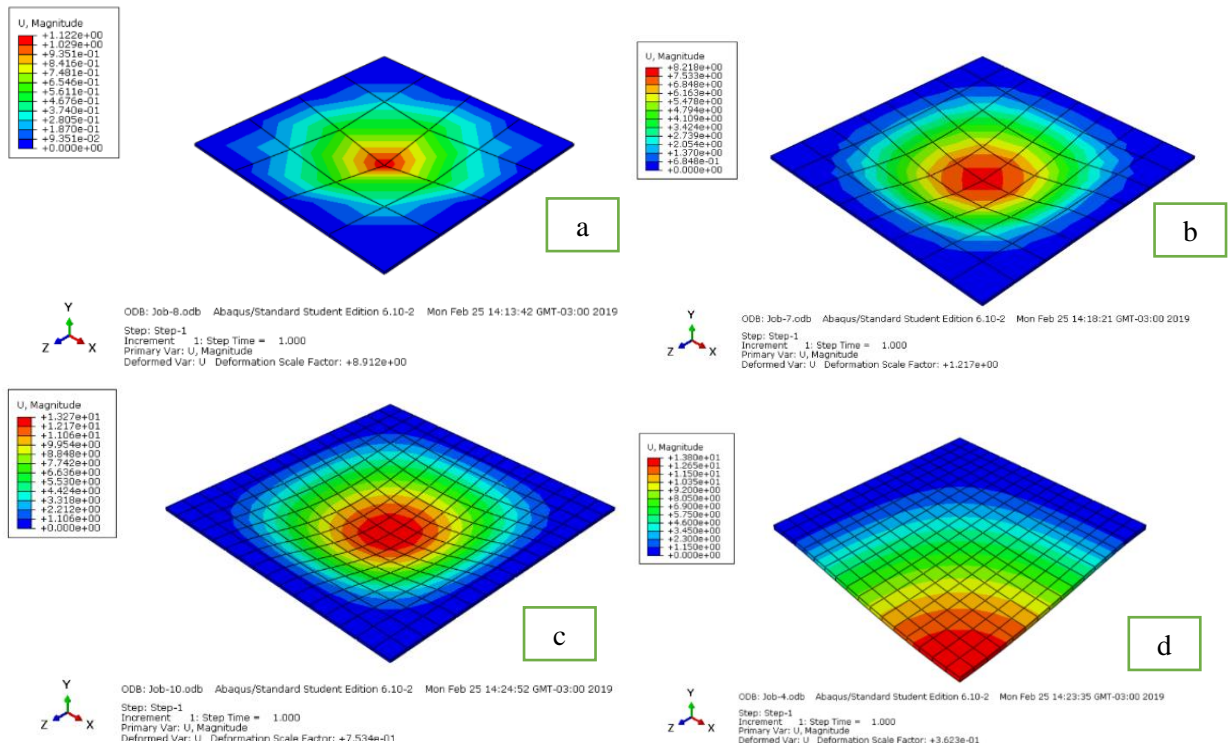 U, Magnitude
+1.122e+00
+1.029e+00
+9.351e-01
+8.416e-01
+7.481e-01
+6.546e-01
+5.611e-01
+4.676e-01
+3.740e-01
+2.805e-01
+1.870e-01
+9.351e-02
+0.000e+00
a
Y
Z
X
ODB: Job-8.odb Abaqus/Standard Student Edition 6.10-2 Mon Feb 25 14:13:42 GMT-03:00 2019
Step: Step-1
Increment 1: Step Time = 1.000
Primary Var: U, Magnitude
Deformed Var: U Deformation Scale Factor: +8.912e+00
U, Magnitude
+8.218e+00
+7.533e+00
+6.848e+00
+6.163e+00
+5.478e+00
+4.794e+00
+4.109e+00
+3.424e+00
+2.739e+00
+2.054e+00
+1.370e+00
+6.848e-01
+0.000e+00
b
Y
Z
X
ODB: Job-7.odb Abaqus/Standard Student Edition 6.10-2 Mon Feb 25 14:18:21 GMT-03:00 2019
Step: Step-1
Increment 1: Step Time = 1.000
Primary Var: U, Magnitude
Deformed Var: U Deformation Scale Factor: +1.217e+00
U, Magnitude
+1.327e+01
+1.217e+01
+1.106e+01
+9.954e+00
+8.848e+00
+7.742e+00
+6.636e+00
+5.530e+00
+4.424e+00
+3.318e+00
+2.212e+00
+1.106e+00
+0.000e+00
c
Y
Z
X
ODB: Job-10.odb Abaqus/Standard Student Edition 6.10-2 Mon Feb 25 14:24:52 GMT-03:00 2019
Step: Step-1
Increment 1: Step Time = 1.000
Primary Var: U, Magnitude
Deformed Var: U Deformation Scale Factor: +7.534e-01
U, Magnitude
+1.380e+01
+1.265e+01
+1.150e+01
+1.035e+01
+9.200e+00
+8.050e+00
+6.900e+00
+5.750e+00
+4.600e+00
+3.450e+00
+2.300e+00
+1.150e+00
+0.000e+00
d
Y
Z
X
ODB: Job-4.odb Abaqus/Standard Student Edition 6.10-2 Mon Feb 25 14:23:35 GMT-03:00 2019
Step: Step-1
Increment 1: Step Time = 1.000
Primary Var: U, Magnitude
Deformed Var: U Deformation Scale Factor: +3.623e-01